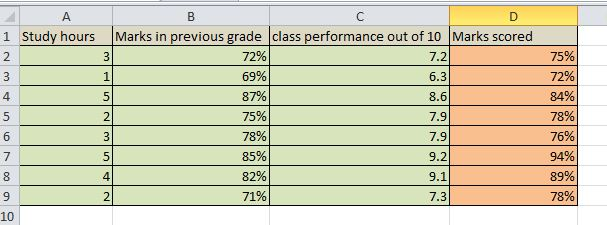 A B C D
1 Study hours Marks in previous grade class performance out of 10 Marks scored
2 3 72% 7.2 75%
3 1 69% 6.3 72%
4 5 87% 8.6 84%
5 2 75% 7.9 78%
6 3 78% 7.9 76%
7 5 85% 9.2 94%
8 4 82% 9.1 89%
9 2 71% 7.3 78%
10